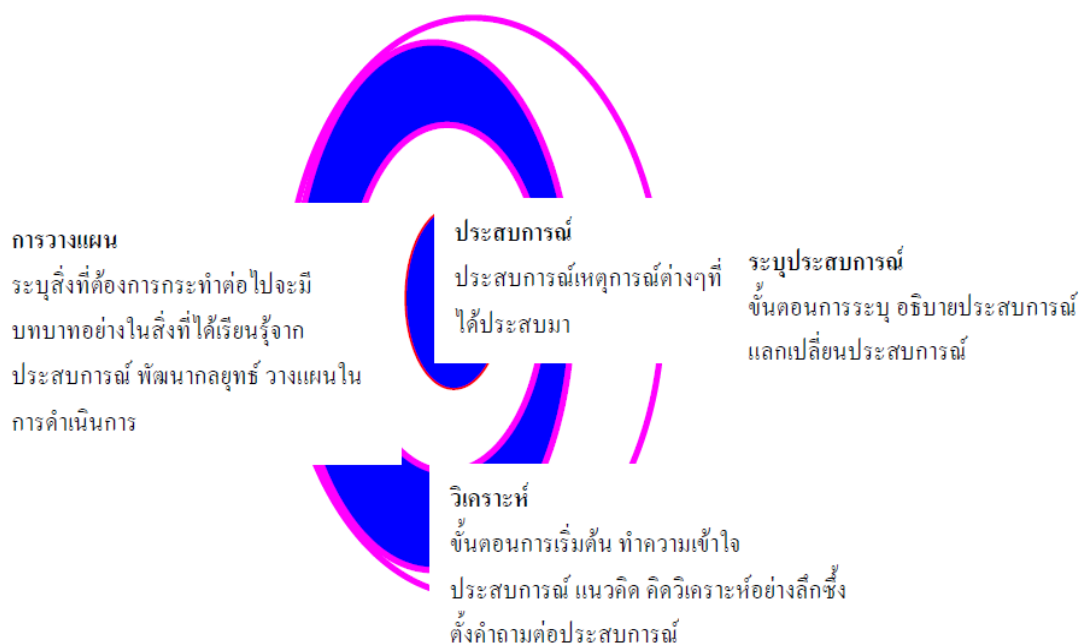 การวางแผน
ระบุสิ่งที่ต้องการกระทำต่อไปจะมี
บทบาทอย่างในสิ่งที่ได้เรียนรู้จาก
ประสบการณ์ พัฒนากลยุทธ์ วางแผนใน
การดำเนินการ
ประสบการณ์
ประสบการณ์เหตุการณ์ต่างๆที่
ได้ประสบมา
ระบุประสบการณ์
ขั้นตอนการระบุ อธิบายประสบการณ์
แลกเปลี่ยนประสบการณ์
วิเคราะห์
ขั้นตอนการเริ่มต้น ทำความเข้าใจ
ประสบการณ์ แนวคิด คิดวิเคราะห์อย่างลึกซึ้ง
ตั้งคำถามต่อประสบการณ์